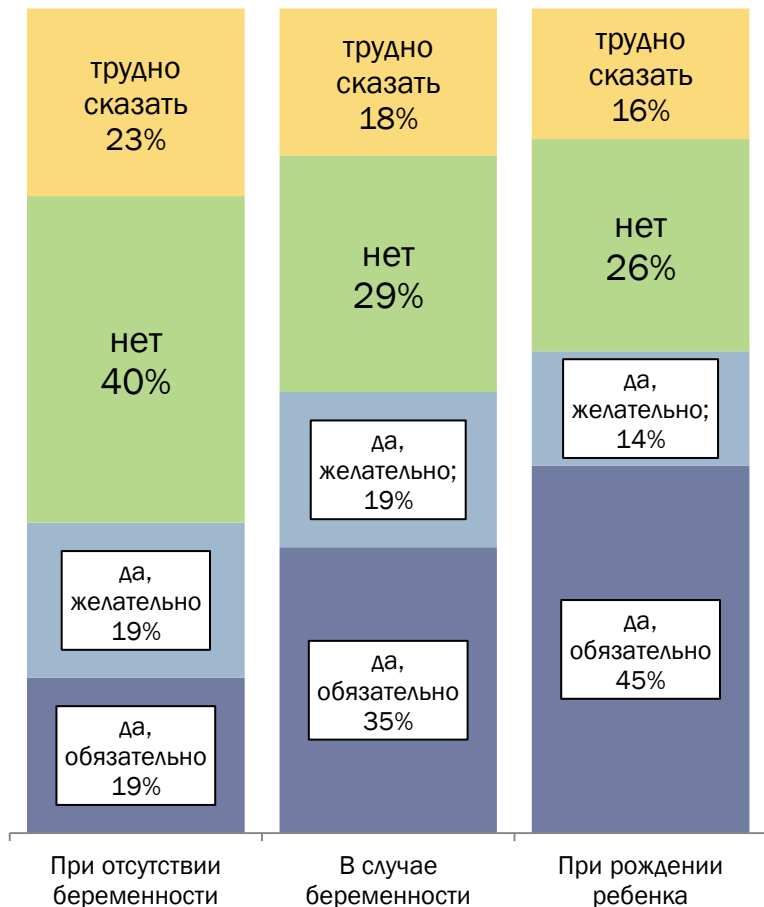 трудно
сказать
23%
нет
40%
да,
желательно
19%
да,
обязательно
19%
При отсутствии
беременности
трудно
сказать
18%
нет
29%
да,
желательно;
19%
да,
обязательно
35%
В случае
беременности
трудно
сказать
16%
нет
26%
да,
желательно;
14%
да,
обязательно
45%
При рождении
ребенка